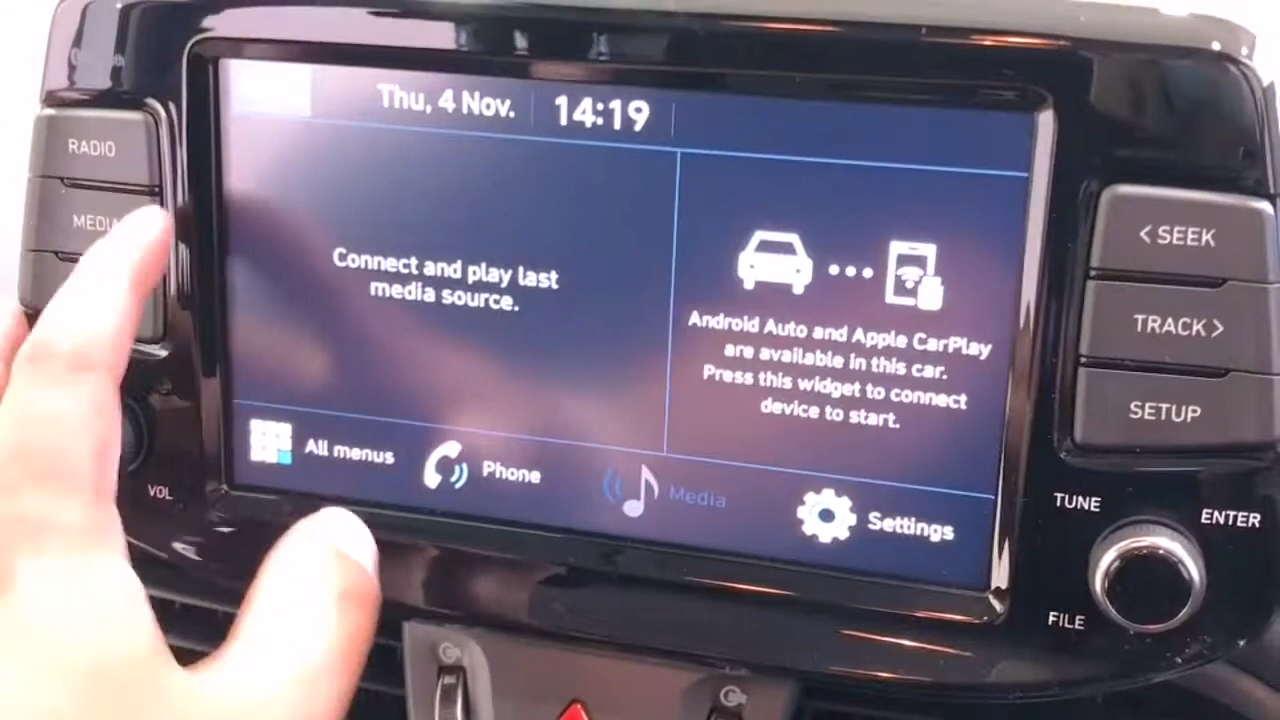 RADIO
MEDIA
VOL
Thu, 4 Nov.
14:19
Connect and play last
media source.
Android Auto and Apple CarPlay
are available in this car.
Press this widget to connect
device to start.
All menus
Phone
Media
Settings
< SEEK
TRACK >
SETUP
TUNE
ENTER
FILE